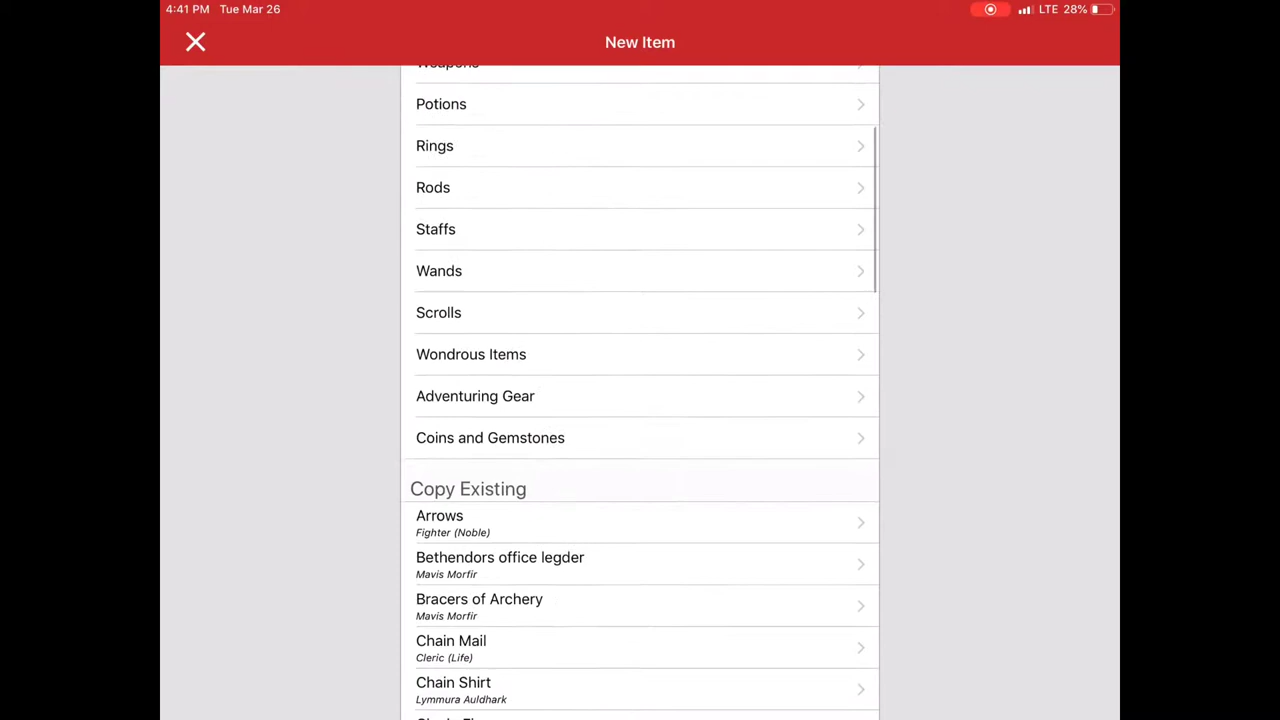 4:41 PM Tue Mar 26 LTE 28%
New Item
Weapons
Potions
Rings
Rods
Staffs
Wands
Scrolls
Wondrous Items
Adventuring Gear
Coins and Gemstones
Copy Existing
Arrows
Fighter (Noble)
Bethendors office legder
Mavis Morfir
Bracers of Archery
Mavis Morfir
Chain Mail
Cleric (Life)
Chain Shirt
Lymmura Auldhark